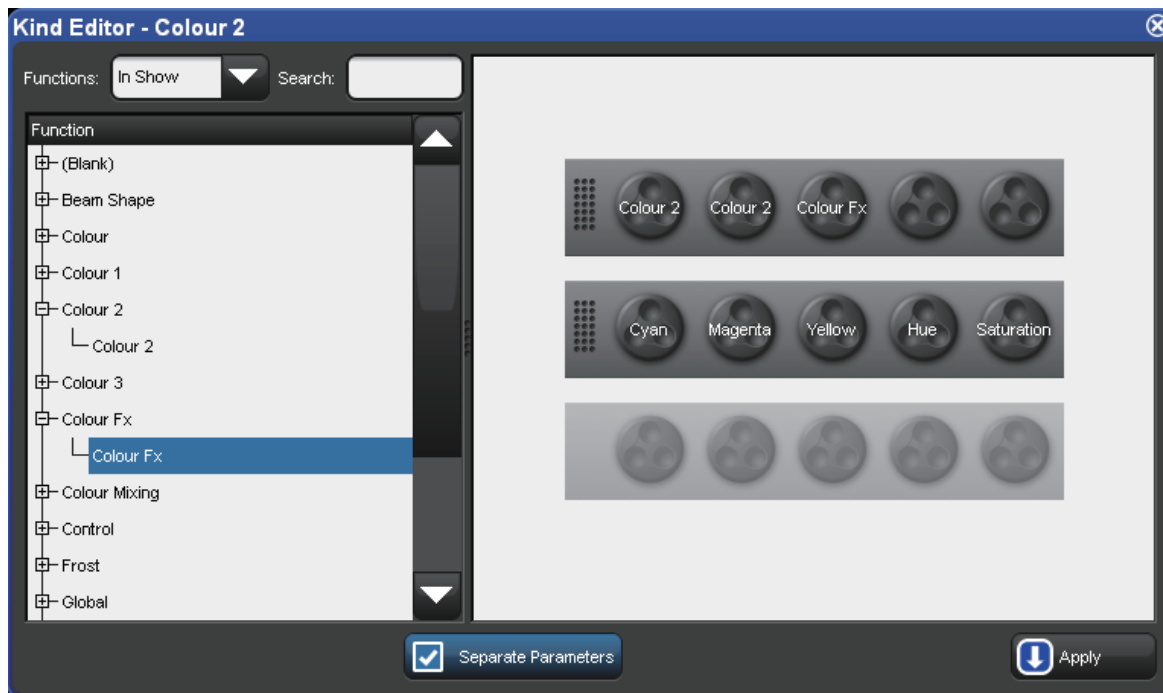 Kind Editor - Colour 2
Functions: In Show Search:
Function
(Blank)
Beam Shape
Colour
Colour 1
Colour 2
Colour 2
Colour 3
Colour Fx
Colour Fx
Colour Mixing
Control
Frost
Global
Colour 2 Colour 2 Colour Fx
Cyan Magenta Yellow Hue Saturation
Separate Parameters
Apply